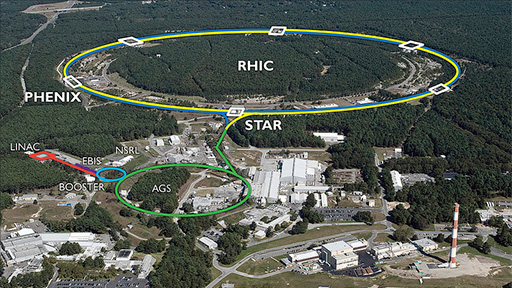 RHIC
PHENIX
STAR
LINAC
EBIS
NSRL
BOOSTER
AGS